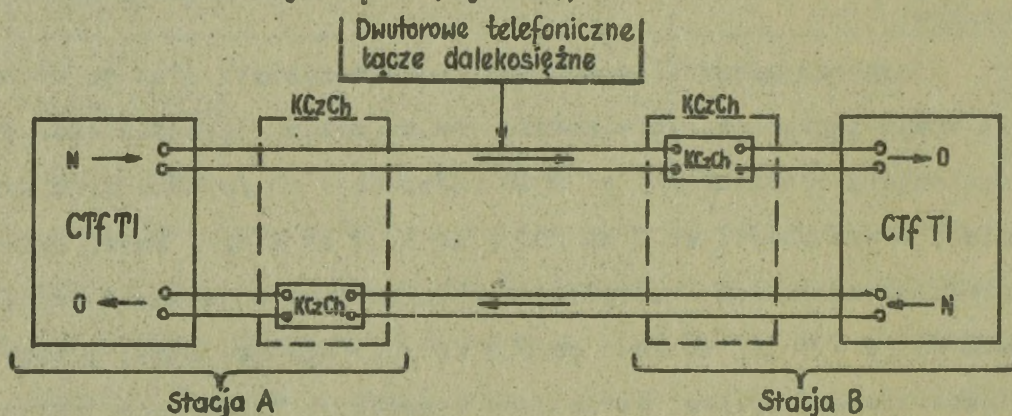 Dwutorowe telefoniczne
łącze dalekosiężne
KCzCh
KCzCh
N
KCzCh
O
CTf TI
CTf TI
O
KCzCh
N
Stacja A
Stacja B